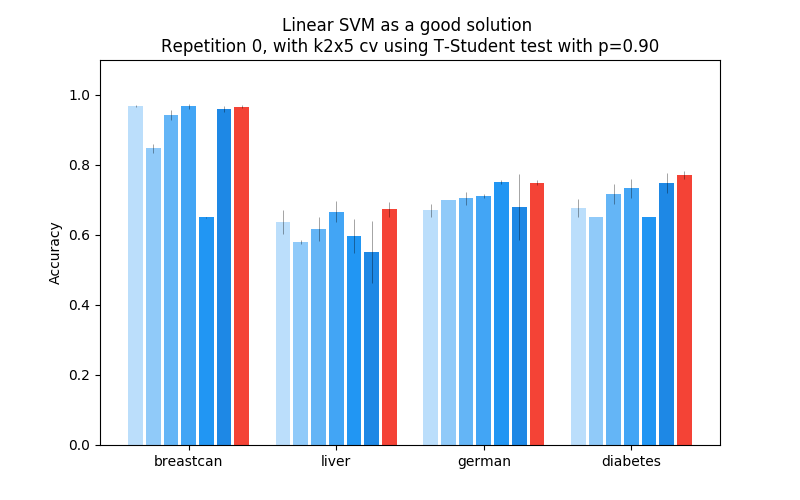 Linear SVM as a good solution
Repetition 0, with k2x5 cv using T-Student test with p=0.90
1.0
0.8
0.6
0.4
0.2
0.0
Accuracy
breastcan
liver
german
diabetes